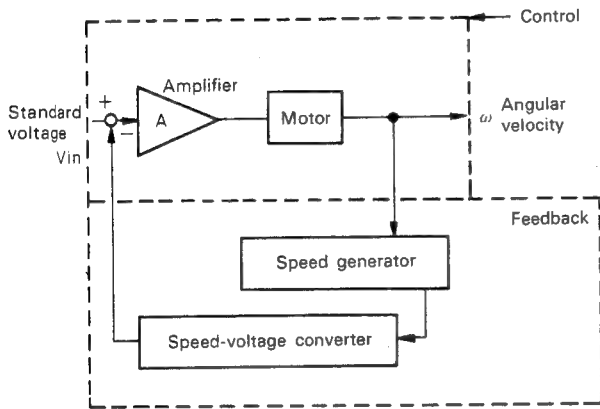 Control
Amplifier
+
Standard
voltage
Vin
−
A
Motor
ω
Angular
velocity
Feedback
Speed generator
Speed-voltage converter